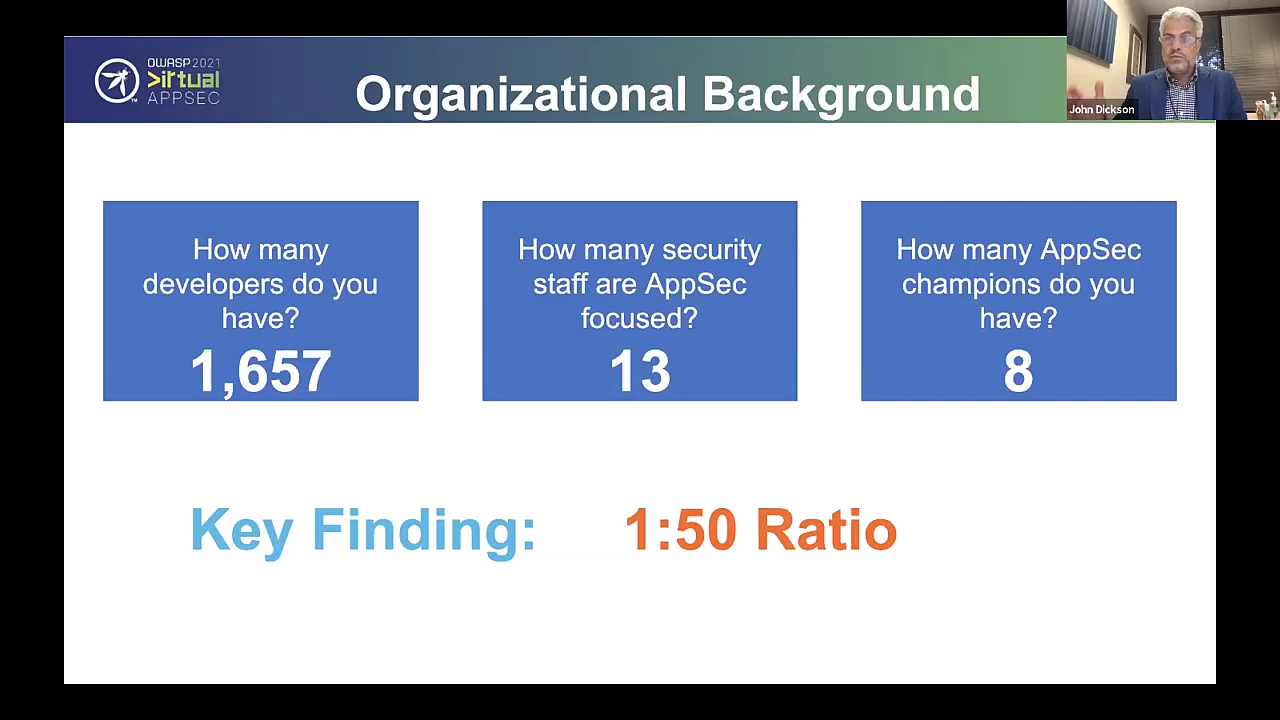 OWASP 2021
>irtual
APPSEC
Organizational Background
John Dickson
How many
developers do you
have?
1,657
How many security
staff are AppSec
focused?
13
How many AppSec
champions do you
have?
8
Key Finding: 1:50 Ratio